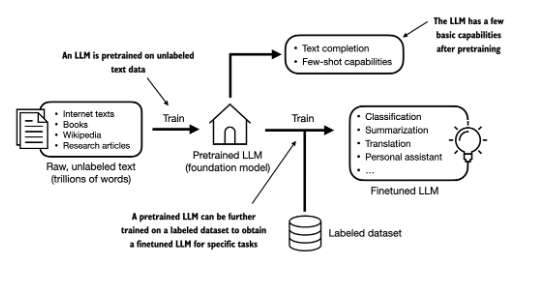 The LLM has a few
basic capabilities
after pretraining
An LLM is pretrained on unlabeled
text data
• Text completion
• Few-shot capabilities
• Internet texts
• Books
• Wikipedia
• Research articles
Train
Train
• Classification
• Summarization
• Translation
• Personal assistant
• ...
Raw, unlabeled text
(trillions of words)
Pretrained LLM
(foundation model)
Finetuned LLM
A pretrained LLM can be further
trained on a labeled dataset to obtain
a finetuned LLM for specific tasks
Labeled dataset